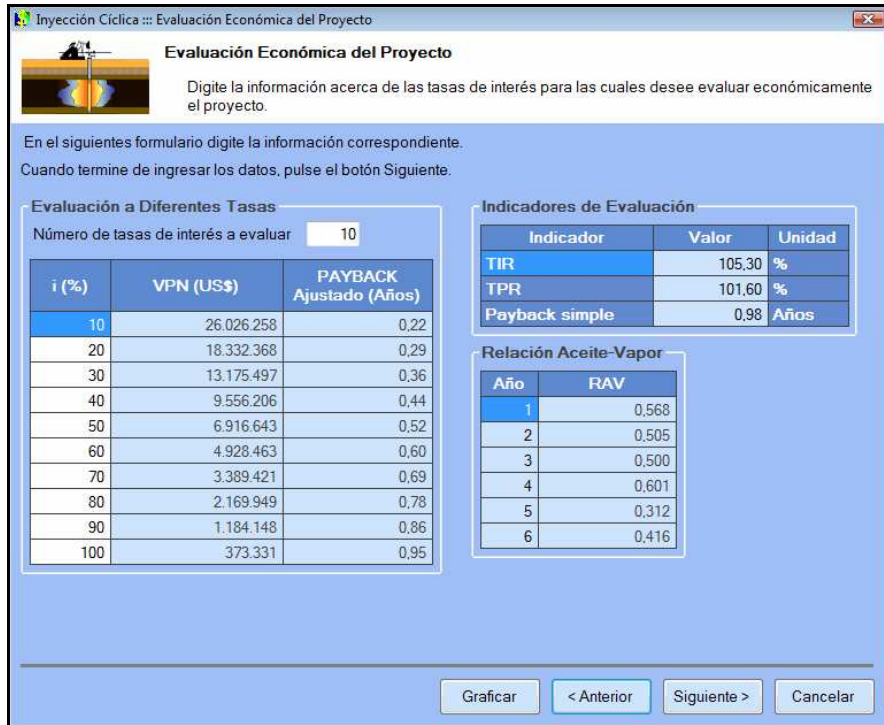 Inyección Cíclica ::: Evaluación Económica del Proyecto
Evaluación Económica del Proyecto
Digite la información acerca de las tasas de interés para las cuales desee evaluar económicamente
el proyecto.
En el siguientes formulario digite la información correspondiente.
Cuando termine de ingresar los datos, pulse el botón Siguiente.
Evaluación a Diferentes Tasas
Número de tasas de interés a evaluar 10
i (%) VPN (US$) PAYBACK Ajustado (Años)
10 26.026.258 0,22
20 18.332.368 0,29
30 13.175.497 0,36
40 9.556.206 0,44
50 6.916.643 0,52
60 4.928.463 0,60
70 3.389.421 0,69
80 2.169.949 0,78
90 1.184.148 0,86
100 373.331 0,95
Indicadores de Evaluación
Indicador Valor Unidad
TIR 105,30 %
TPR 101,60 %
Payback simple 0,98 Años
Relación Aceite-Vapor
Año RAV
1 0,568
2 0,505
3 0,500
4 0,601
5 0,312
6 0,416
Graficar < Anterior Siguiente > Cancelar